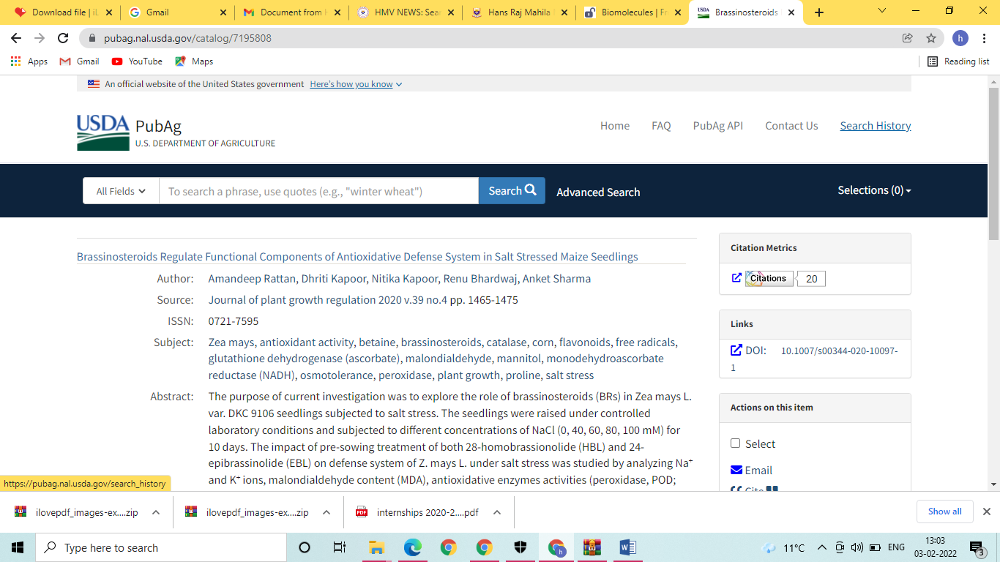 Download file | iL
Gmail
Document from H
HMV NEWS: Sear
Hans Raj Mahila M
Biomolecules | Fr
Brassinosteroids
pubag.nal.usda.gov/catalog/7195808
h
Apps
Gmail
YouTube
Maps
Reading list
An official website of the United States government Here's how you know
USDA PubAg
U.S. DEPARTMENT OF AGRICULTURE
Home
FAQ
PubAg API
Contact Us
Search History
All Fields
To search a phrase, use quotes (e.g., "winter wheat")
Search
Advanced Search
Selections (0)
Brassinosteroids Regulate Functional Components of Antioxidative Defense System in Salt Stressed Maize Seedlings
Author: Amandeep Rattan, Dhriti Kapoor, Nitika Kapoor, Renu Bhardwaj, Anket Sharma
Source: Journal of plant growth regulation 2020 v.39 no.4 pp. 1465-1475
ISSN: 0721-7595
Subject: Zea mays, antioxidant activity, betaine, brassinosteroids, catalase, corn, flavonoids, free radicals,
glutathione dehydrogenase (ascorbate), malondialdehyde, mannitol, monodehydroascorbate
reductase (NADH), osmotolerance, peroxidase, plant growth, proline, salt stress
Abstract: The purpose of current investigation was to explore the role of brassinosteroids (BRs) in Zea mays L.
var. DKC 9106 seedlings subjected to salt stress. The seedlings were raised under controlled
laboratory conditions and subjected to different concentrations of NaCl (0, 40, 60, 80, 100 mM) for
10 days. The impact of pre-sowing treatment of both 28-homobrassionolide (HBL) and 24-
epibrassinolide (EBL) on defense system of Z. mays L. under salt stress was studied by analyzing Na⁺
and K⁺ ions, malondialdehyde content (MDA), antioxidative enzymes activities (peroxidase, POD;
Citation Metrics
Citations 20
Links
DOI: 10.1007/s00344-020-10097-
1
Actions on this item
Select
Email
Cite
https://pubag.nal.usda.gov/search_history
ilovepdf_images-ex....zip
ilovepdf_images-ex....zip
PDF
internships 2020-2....pdf
Show all
Type here to search
h
11°C
ENG
13:03
03-02-2022
3